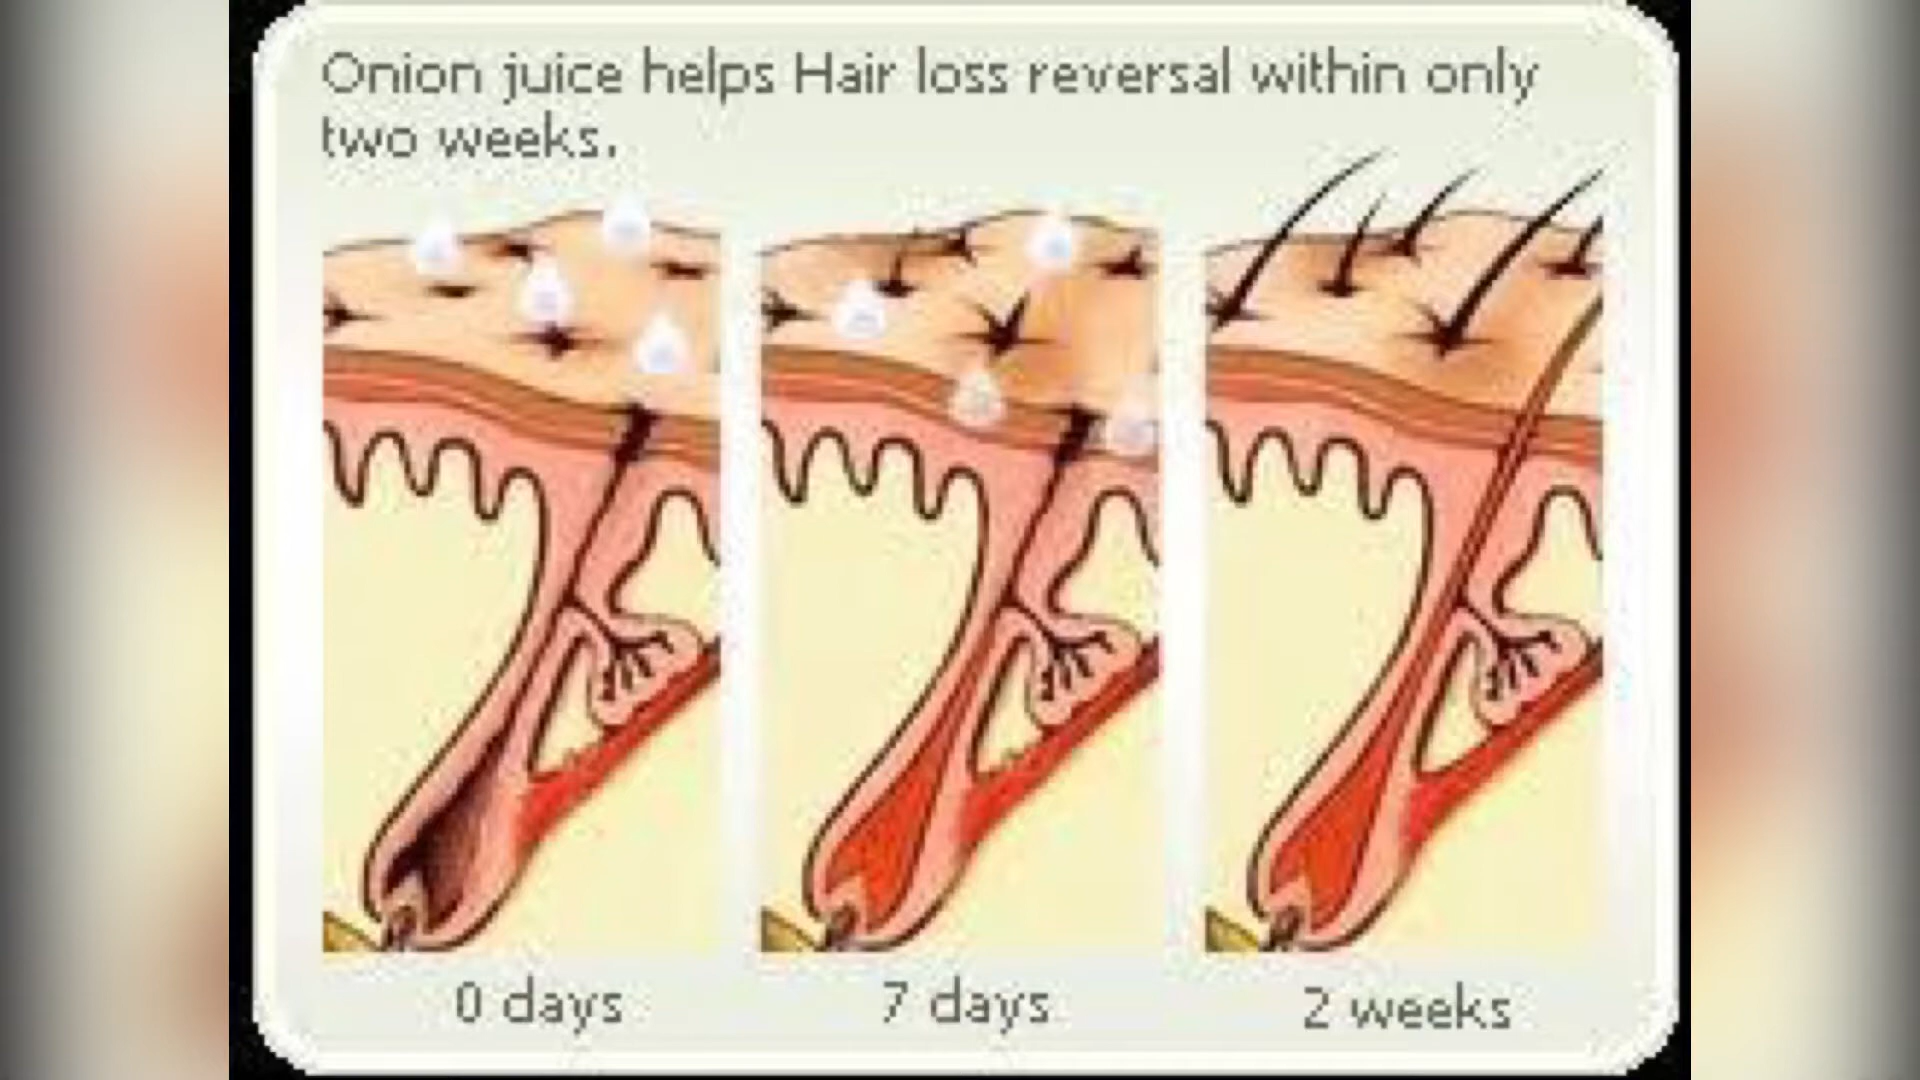 Onion juice helps Hair loss reversal within only
two weeks.
0 days
7 days
2 weeks